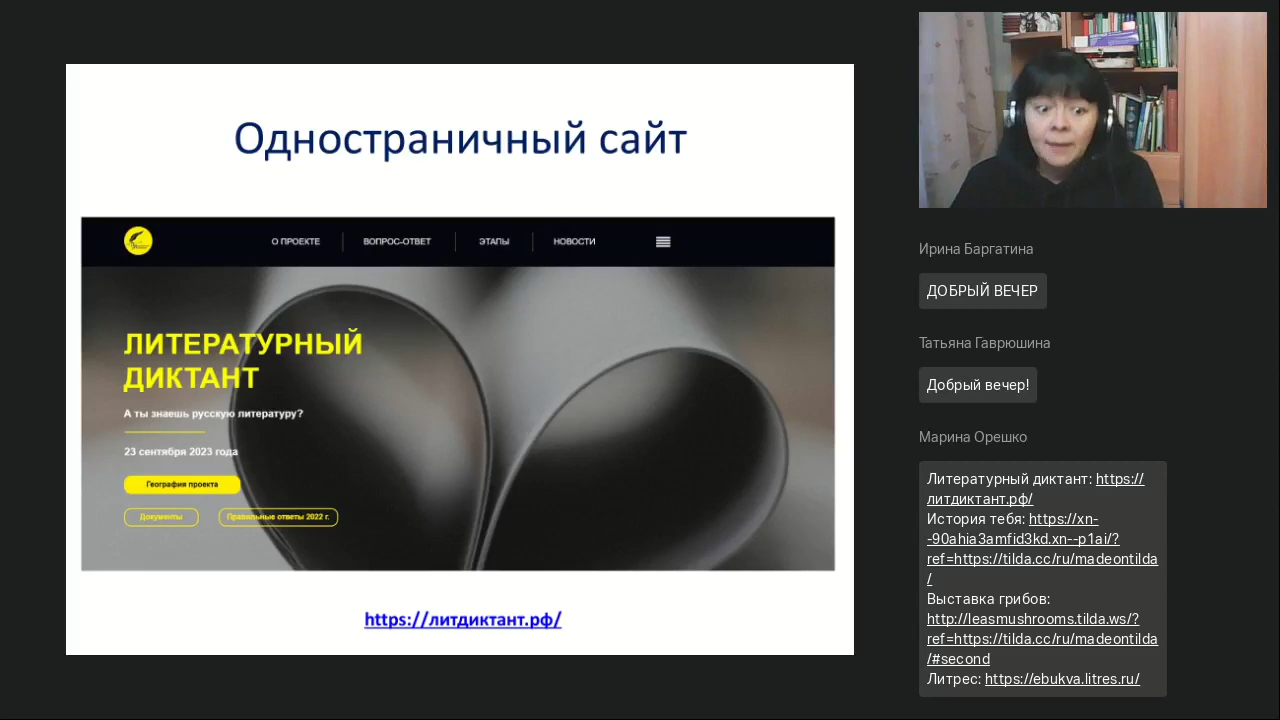 Одностраничный сайт
О ПРОЕКТЕ
ВОПРОС-ОТВЕТ
ЭТАПЫ
НОВОСТИ
ЛИТЕРАТУРНЫЙ
ДИКТАНТ
А ты знаешь русскую литературу?
23 сентября 2023 года
География проекта
Документы
Правильные ответы 2022 г.
https://литдиктант.рф/
Ирина Баргатина
ДОБРЫЙ ВЕЧЕР
Татьяна Гаврюшина
Добрый вечер!
Марина Орешко
Литературный диктант: https://
литдиктант.рф/
История тебя: https://xn-
-90ahia3amfid3kd.xn--p1ai/?
ref=https://tilda.cc/ru/madeontilda
/
Выставка грибов:
http://leasmushrooms.tilda.ws/?
ref=https://tilda.cc/ru/madeontilda
/#second
Литрес: https://ebukva.litres.ru/